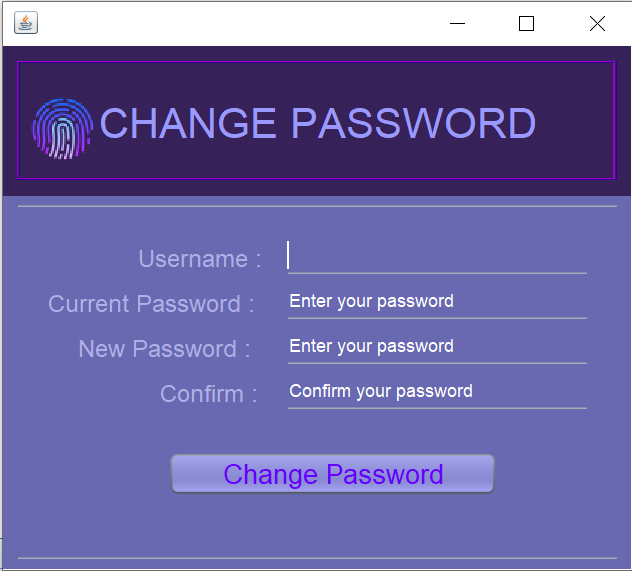 CHANGE PASSWORD
Username :
Current Password : Enter your password
New Password : Enter your password
Confirm : Confirm your password
Change Password